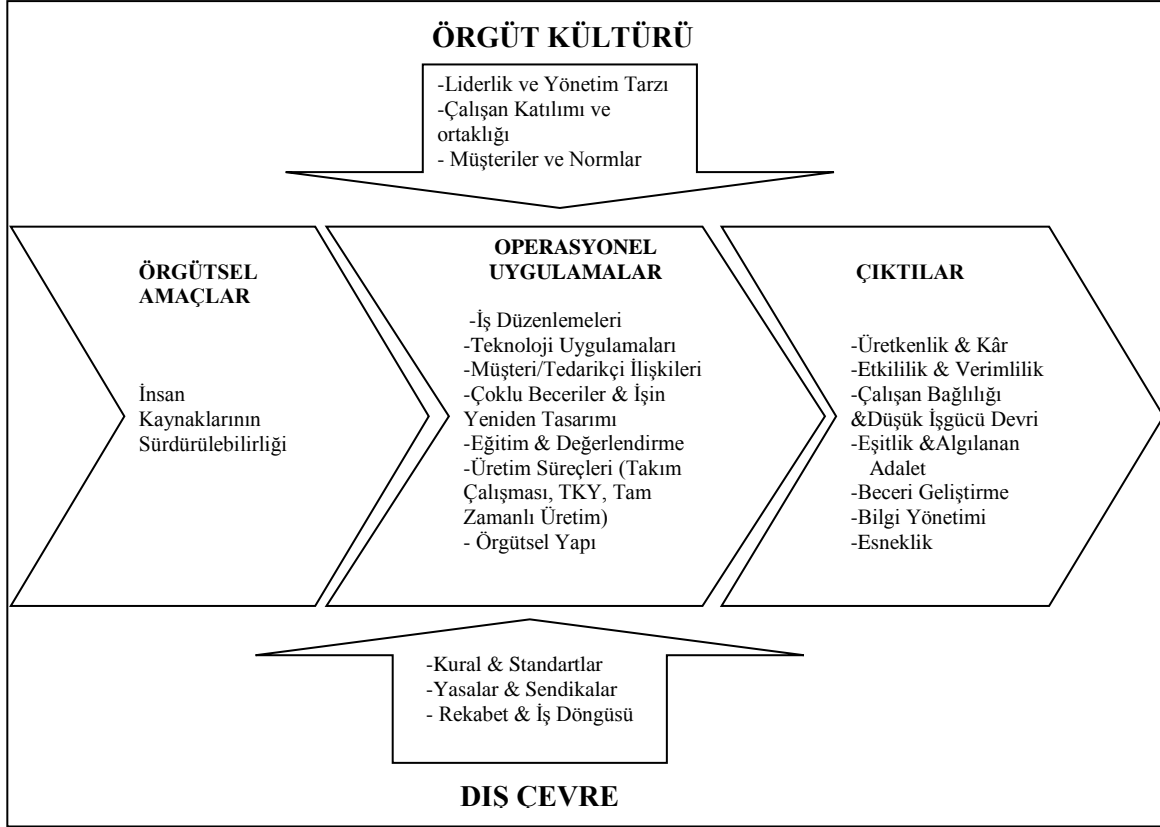 ÖRGÜT KÜLTÜRÜ
-Liderlik ve Yönetim Tarzı
-Çalışan Katılımı ve
ortaklığı
- Müşteriler ve Normlar
ÖRGÜTSEL
AMAÇLAR
İnsan
Kaynaklarının
Sürdürülebilirliği
OPERASYONEL
UYGULAMALAR
-İş Düzenlemeleri
-Teknoloji Uygulamaları
-Müşteri/Tedarikçi İlişkileri
-Çoklu Beceriler & İşin
Yeniden Tasarımı
-Eğitim & Değerlendirme
-Üretim Süreçleri (Takım
Çalışması, TKY, Tam
Zamanlı Üretim)
- Örgütsel Yapı
ÇIKTILAR
-Üretkenlik & Kâr
-Etkililik & Verimlilik
-Çalışan Bağlılığı
&Düşük İşgücü Devri
-Eşitlik &Algılanan
Adalet
-Beceri Geliştirme
-Bilgi Yönetimi
-Esneklik
-Kural & Standartlar
-Yasalar & Sendikalar
- Rekabet & İş Döngüsü
DIŞ ÇEVRE